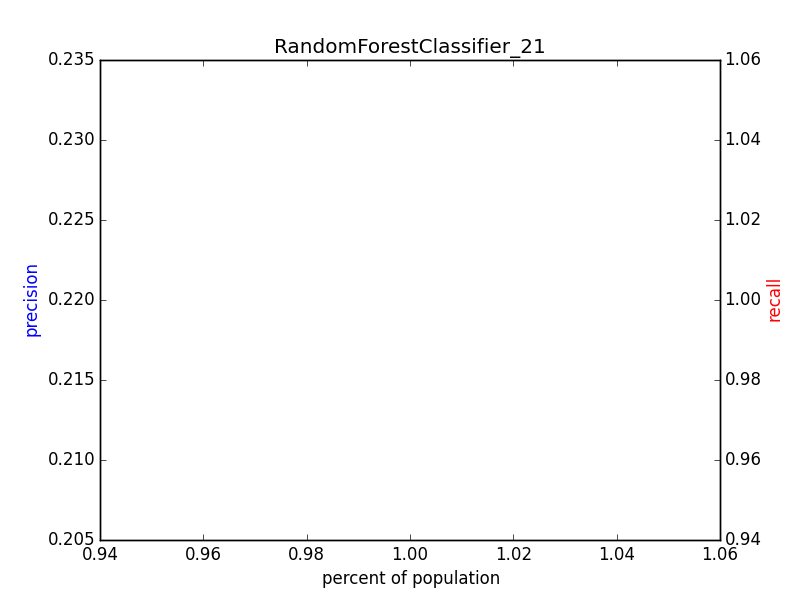 RandomForestClassifier_21
0.235
0.230
0.225
0.220
0.215
0.210
0.205
precision
1.06
1.04
1.02
1.00
0.98
0.96
0.94
recall
0.94 0.96 0.98 1.00 1.02 1.04 1.06
percent of population